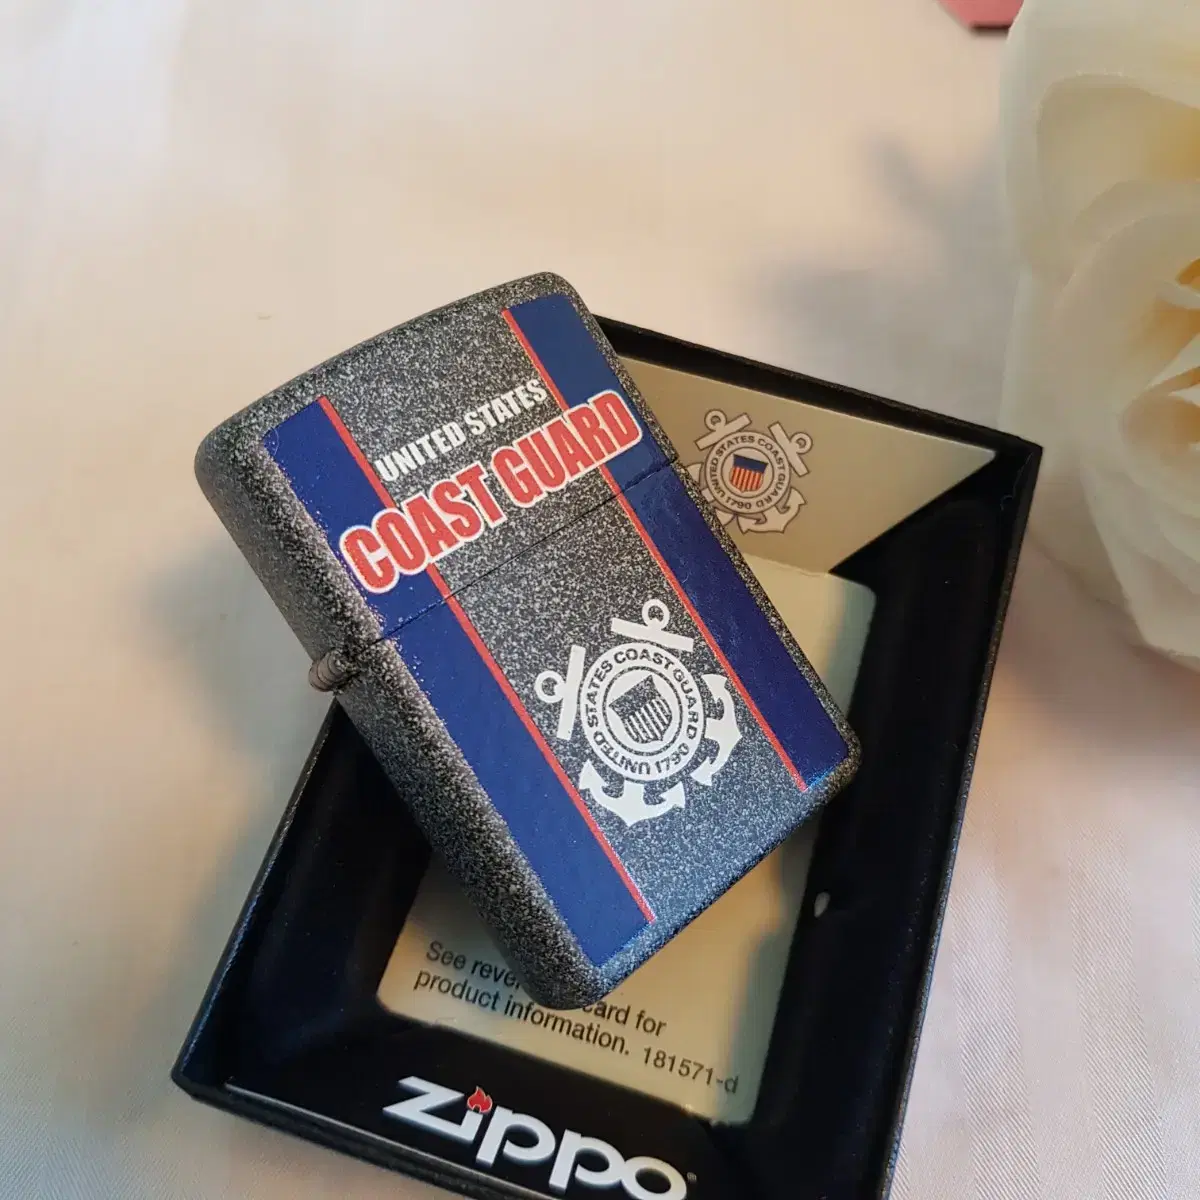 UNITED STATES
COAST GUARD
UNITED STATES COAST GUARD 1790
UNITED STATES COAST GUARD 1790
See reve
card for
product information. 181571-d
zippo